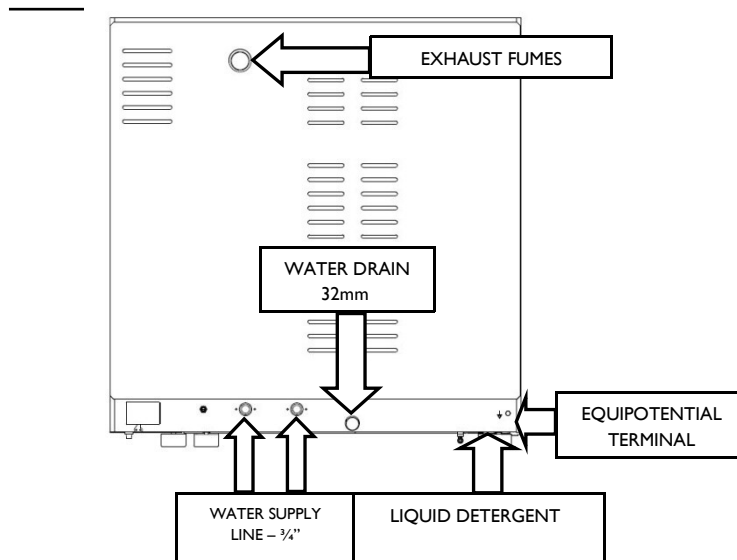 EXHAUST FUMES
WATER DRAIN
32mm
EQUIPOTENTIAL
TERMINAL
WATER SUPPLY
LINE – ¾”
LIQUID DETERGENT